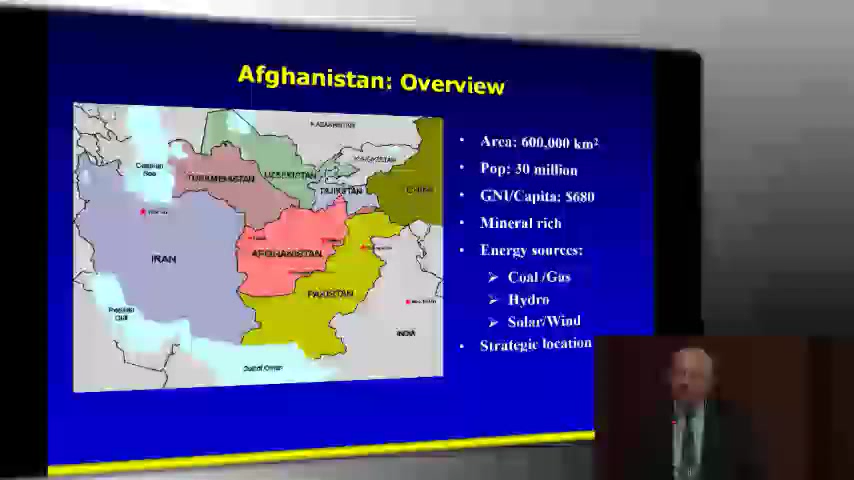 Afghanistan: Overview
KAZAKHSTAN
Caspian
Sea
UZBEKISTAN
TURKMENISTAN
TAJIKISTAN
CHINA
AFGHANISTAN
IRAN
PAKISTAN
Persian
Gulf
INDIA
Gulf of Oman
• Area: 600,000 km²
• Pop: 30 million
• GNI/Capita: $680
• Mineral rich
• Energy sources:
➢ Coal /Gas
➢ Hydro
➢ Solar/Wind
• Strategic location